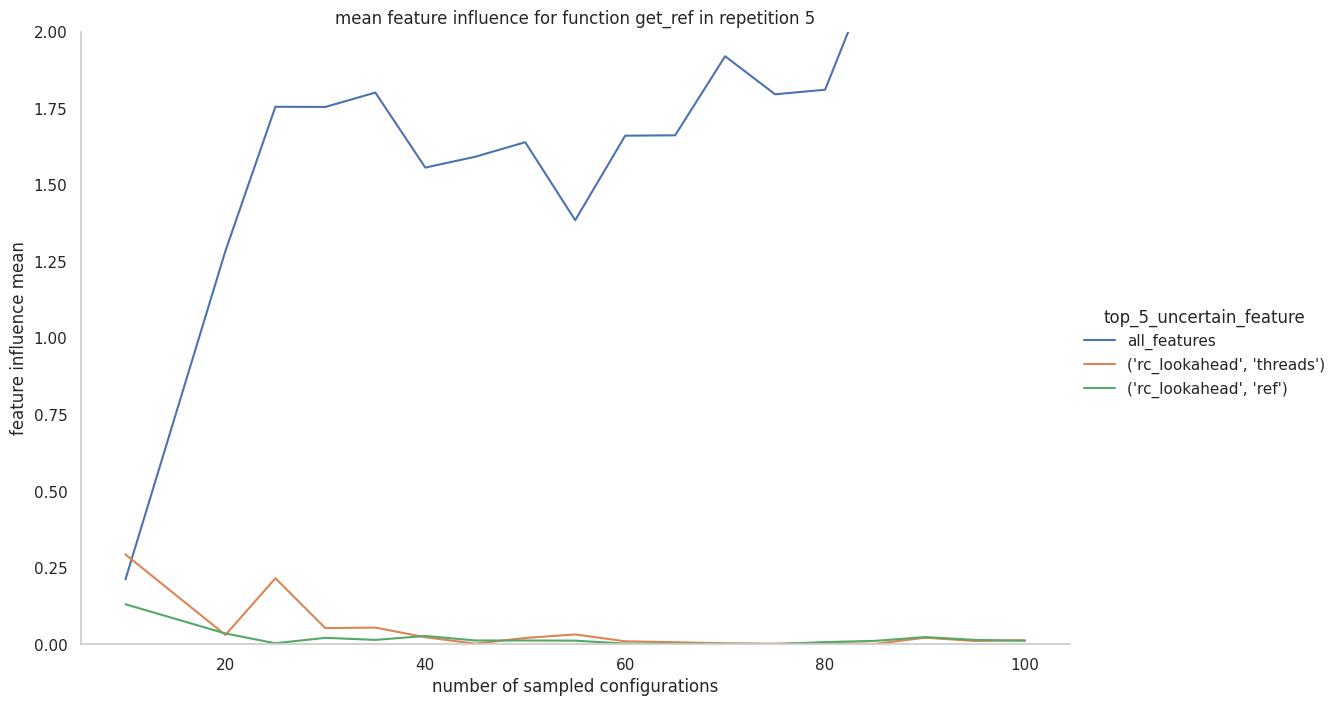 mean feature influence for function get_ref in repetition 5
2.00
1.75
1.50
1.25
1.00
0.75
0.50
0.25
0.00
feature influence mean
20
40
60
80
100
number of sampled configurations
top_5_uncertain_feature
all_features
('rc_lookahead', 'threads')
('rc_lookahead', 'ref')